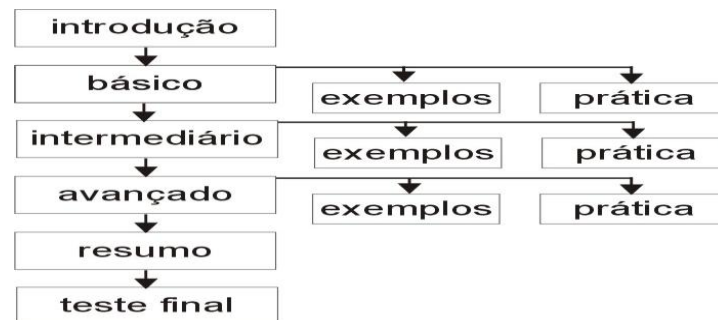 introdução
básico
exemplos prática
intermediário
exemplos prática
avançado
exemplos prática
resumo
teste final